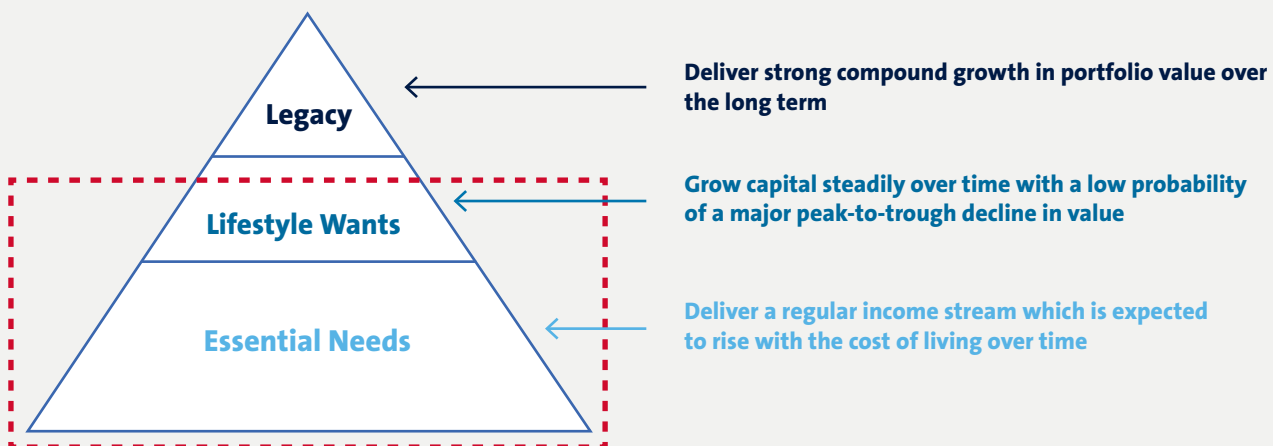 Legacy
Deliver strong compound growth in portfolio value over
the long term
Lifestyle Wants
Grow capital steadily over time with a low probability
of a major peak-to-trough decline in value
Essential Needs
Deliver a regular income stream which is expected
to rise with the cost of living over time